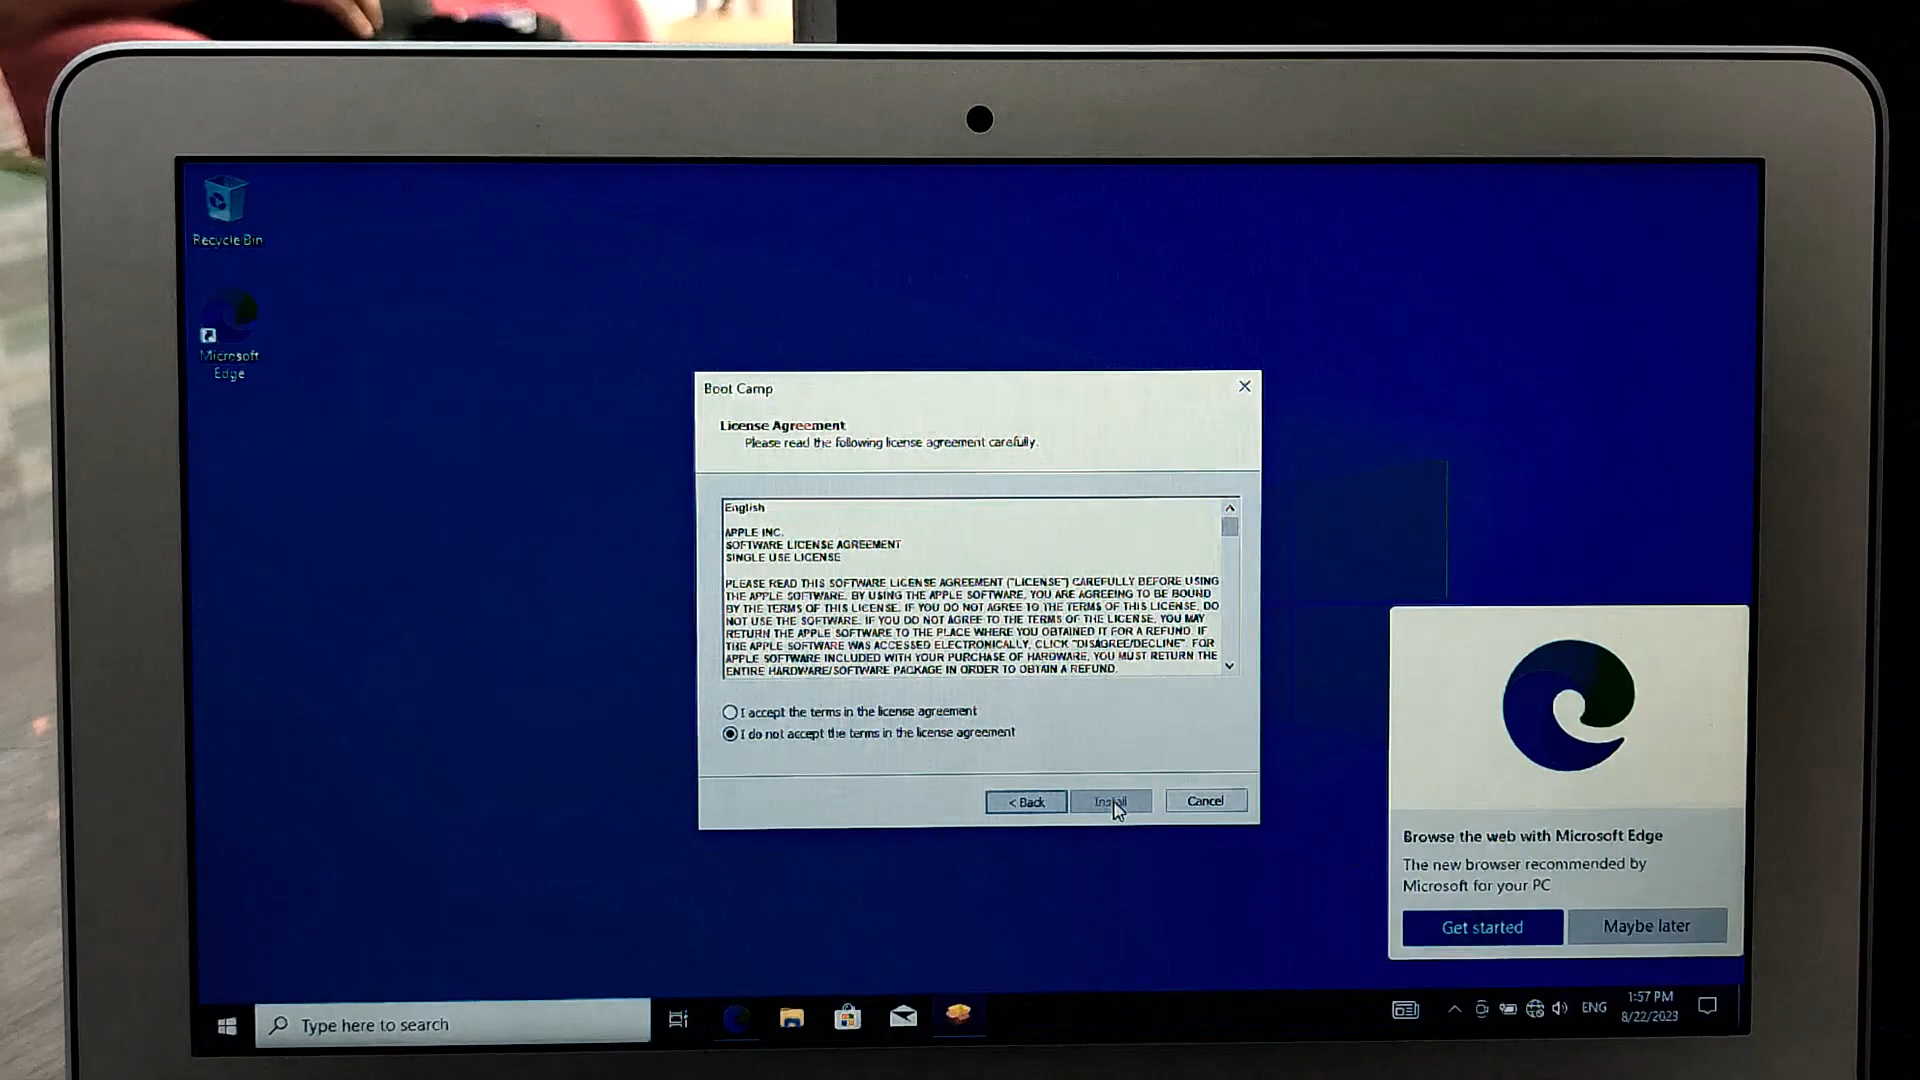 Recycle Bin
Microsoft
Edge
Boot Camp
License Agreement
Please read the following license agreement carefully.
English
APPLE INC.
SOFTWARE LICENSE AGREEMENT
SINGLE USE LICENSE
PLEASE READ THIS SOFTWARE LICENSE AGREEMENT ("LICENSE") CAREFULLY BEFORE USING
THE APPLE SOFTWARE. BY USING THE APPLE SOFTWARE, YOU ARE AGREEING TO BE BOUND
BY THE TERMS OF THIS LICENSE. IF YOU DO NOT AGREE TO THE TERMS OF THIS LICENSE, DO
NOT USE THE SOFTWARE. IF YOU DO NOT AGREE TO THE TERMS OF THE LICENSE, YOU MAY
RETURN THE APPLE SOFTWARE TO THE PLACE WHERE YOU OBTAINED IT FOR A REFUND. IF
THE APPLE SOFTWARE WAS ACCESSED ELECTRONICALLY, CLICK "DISAGREE/DECLINE". FOR
APPLE SOFTWARE INCLUDED WITH YOUR PURCHASE OF HARDWARE, YOU MUST RETURN THE
ENTIRE HARDWARE/SOFTWARE PACKAGE IN ORDER TO OBTAIN A REFUND.
I accept the terms in the license agreement
I do not accept the terms in the license agreement
< Back
Install
Cancel
Browse the web with Microsoft Edge
The new browser recommended by
Microsoft for your PC
Get started
Maybe later
Type here to search
ENG
1:57 PM
8/22/2023